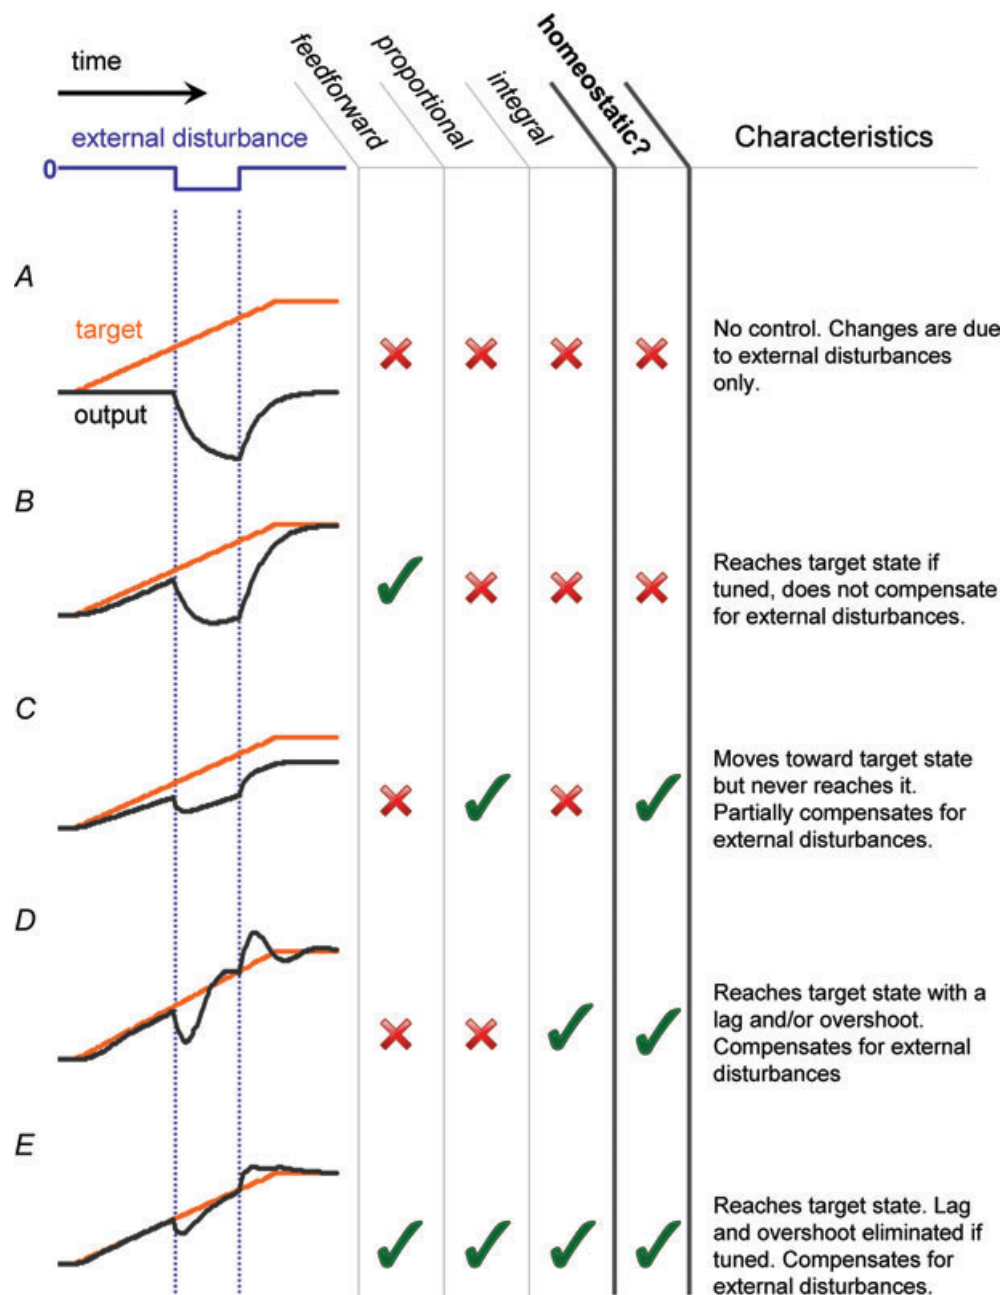 time
feedforward
proportional
integral
homeostatic?
external disturbance
Characteristics
0
A
target
output
No control. Changes are due
to external disturbances
only.
B
Reaches target state if
tuned, does not compensate
for external disturbances.
C
Moves toward target state
but never reaches it.
Partially compensates for
external disturbances.
D
Reaches target state with a
lag and/or overshoot.
Compensates for external
disturbances
E
Reaches target state. Lag
and overshoot eliminated if
tuned. Compensates for
external disturbances.